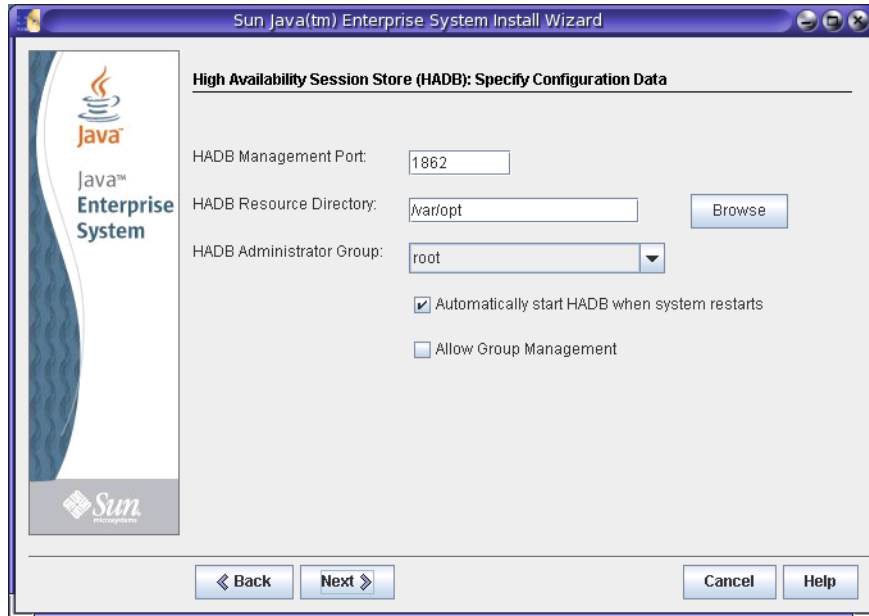 Sun Java(tm) Enterprise System Install Wizard
High Availability Session Store (HADB): Specify Configuration Data
Java
Java™
Enterprise
System
HADB Management Port: 1862
HADB Resource Directory: /var/opt Browse
HADB Administrator Group: root
Automatically start HADB when system restarts
Allow Group Management
Sun
microsystems
Back Next Cancel Help